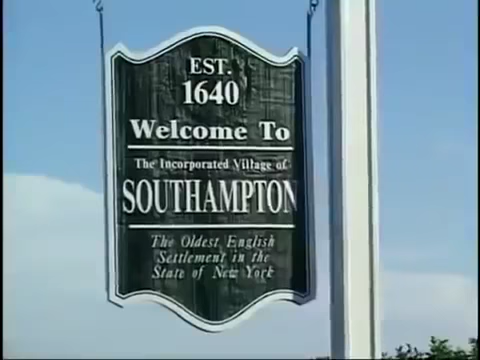 EST.
1640
Welcome To
The Incorporated Village of
SOUTHAMPTON
The Oldest English
Settlement in the
State of New York